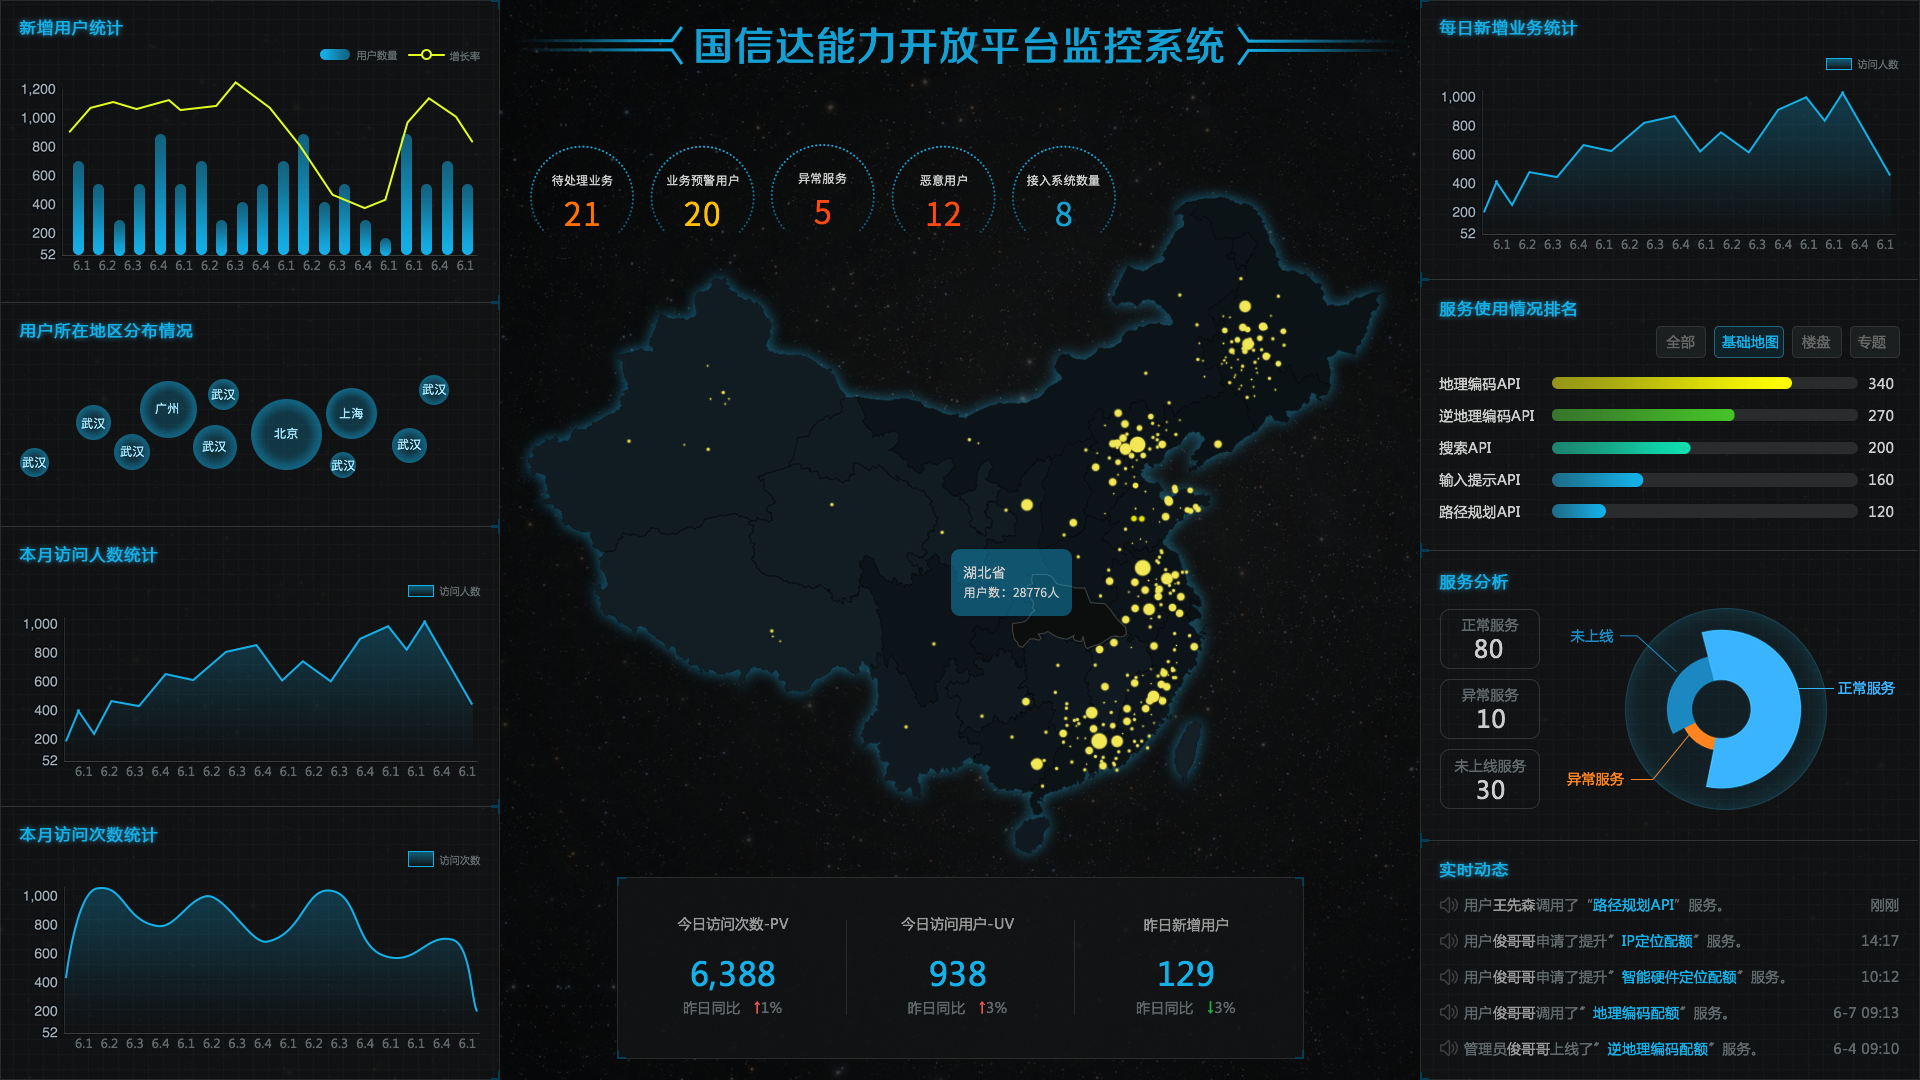 国信达能力开放平台监控系统
新增用户统计
用户数量 增长率
1,200
1,000
800
600
400
200
52
6.1 6.2 6.3 6.4 6.1 6.2 6.3 6.4 6.1 6.2 6.3 6.4 6.1 6.1 6.4 6.1
用户所在地区分布情况
武汉
武汉
武汉
广州
武汉
武汉
北京
上海
武汉
武汉
武汉
本月访问人数统计
访问人数
1,000
800
600
400
200
52
6.1 6.2 6.3 6.4 6.1 6.2 6.3 6.4 6.1 6.2 6.3 6.4 6.1 6.1 6.4 6.1
本月访问次数统计
访问次数
1,000
800
600
400
200
52
6.1 6.2 6.3 6.4 6.1 6.2 6.3 6.4 6.1 6.2 6.3 6.4 6.1 6.1 6.4 6.1
待处理业务
21
业务预警用户
20
异常服务
5
恶意用户
12
接入系统数量
8
湖北省
用户数：28776人
今日访问次数-PV
6,388
昨日同比 ↑1%
今日访问用户-UV
938
昨日同比 ↑3%
昨日新增用户
129
昨日同比 ↓3%
每日新增业务统计
访问人数
1,000
800
600
400
200
52
6.1 6.2 6.3 6.4 6.1 6.2 6.3 6.4 6.1 6.2 6.3 6.4 6.1 6.1 6.4 6.1
服务使用情况排名
全部 基础地图 楼盘 专题
地理编码API 340
逆地理编码API 270
搜索API 200
输入提示API 160
路径规划API 120
服务分析
正常服务
80
异常服务
10
未上线服务
30
未上线
正常服务
异常服务
实时动态
用户王先森调用了“路径规划API”服务。 刚刚
用户俊哥哥申请了提升“IP定位配额”服务。 14:17
用户俊哥哥申请了提升“智能硬件定位配额”服务。 10:12
用户俊哥哥调用了“地理编码配额”服务。 6-7 09:13
管理员俊哥哥上线了“逆地理编码配额”服务。 6-4 09:10